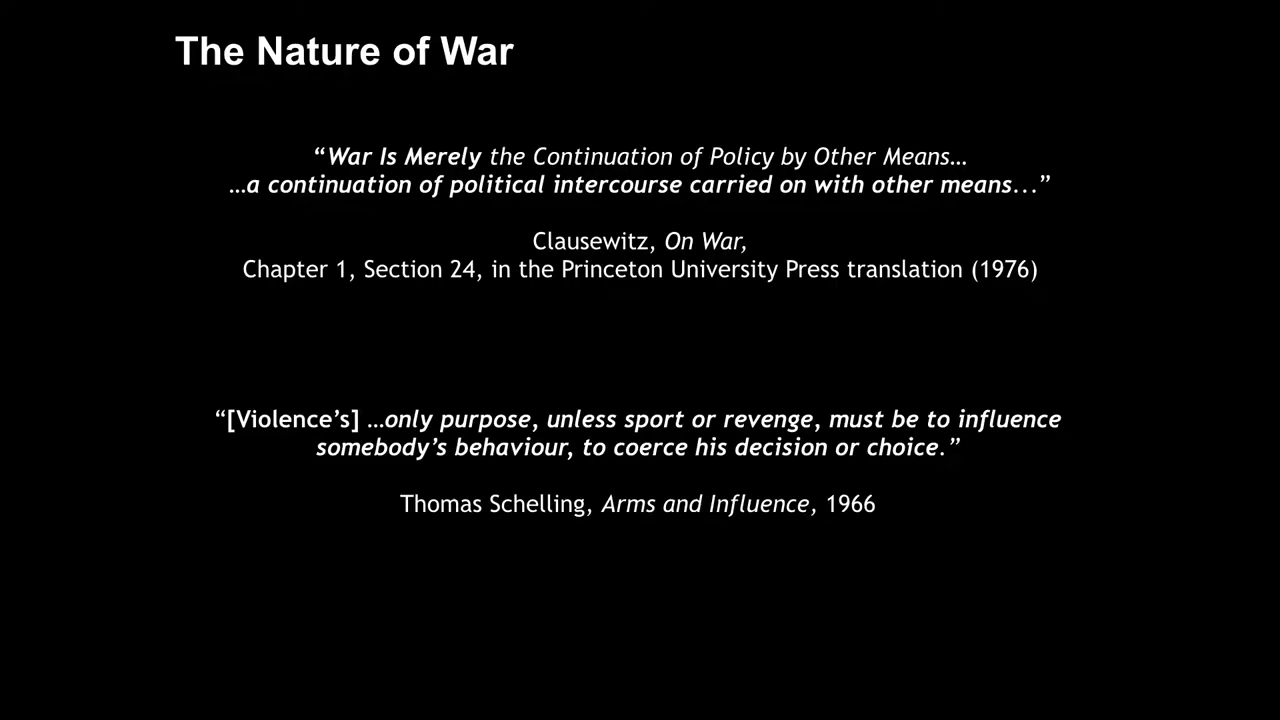 The Nature of War
“War Is Merely the Continuation of Policy by Other Means…
…a continuation of political intercourse carried on with other means...”
Clausewitz, On War,
Chapter 1, Section 24, in the Princeton University Press translation (1976)
“[Violence’s] …only purpose, unless sport or revenge, must be to influence
somebody’s behaviour, to coerce his decision or choice.”
Thomas Schelling, Arms and Influence, 1966